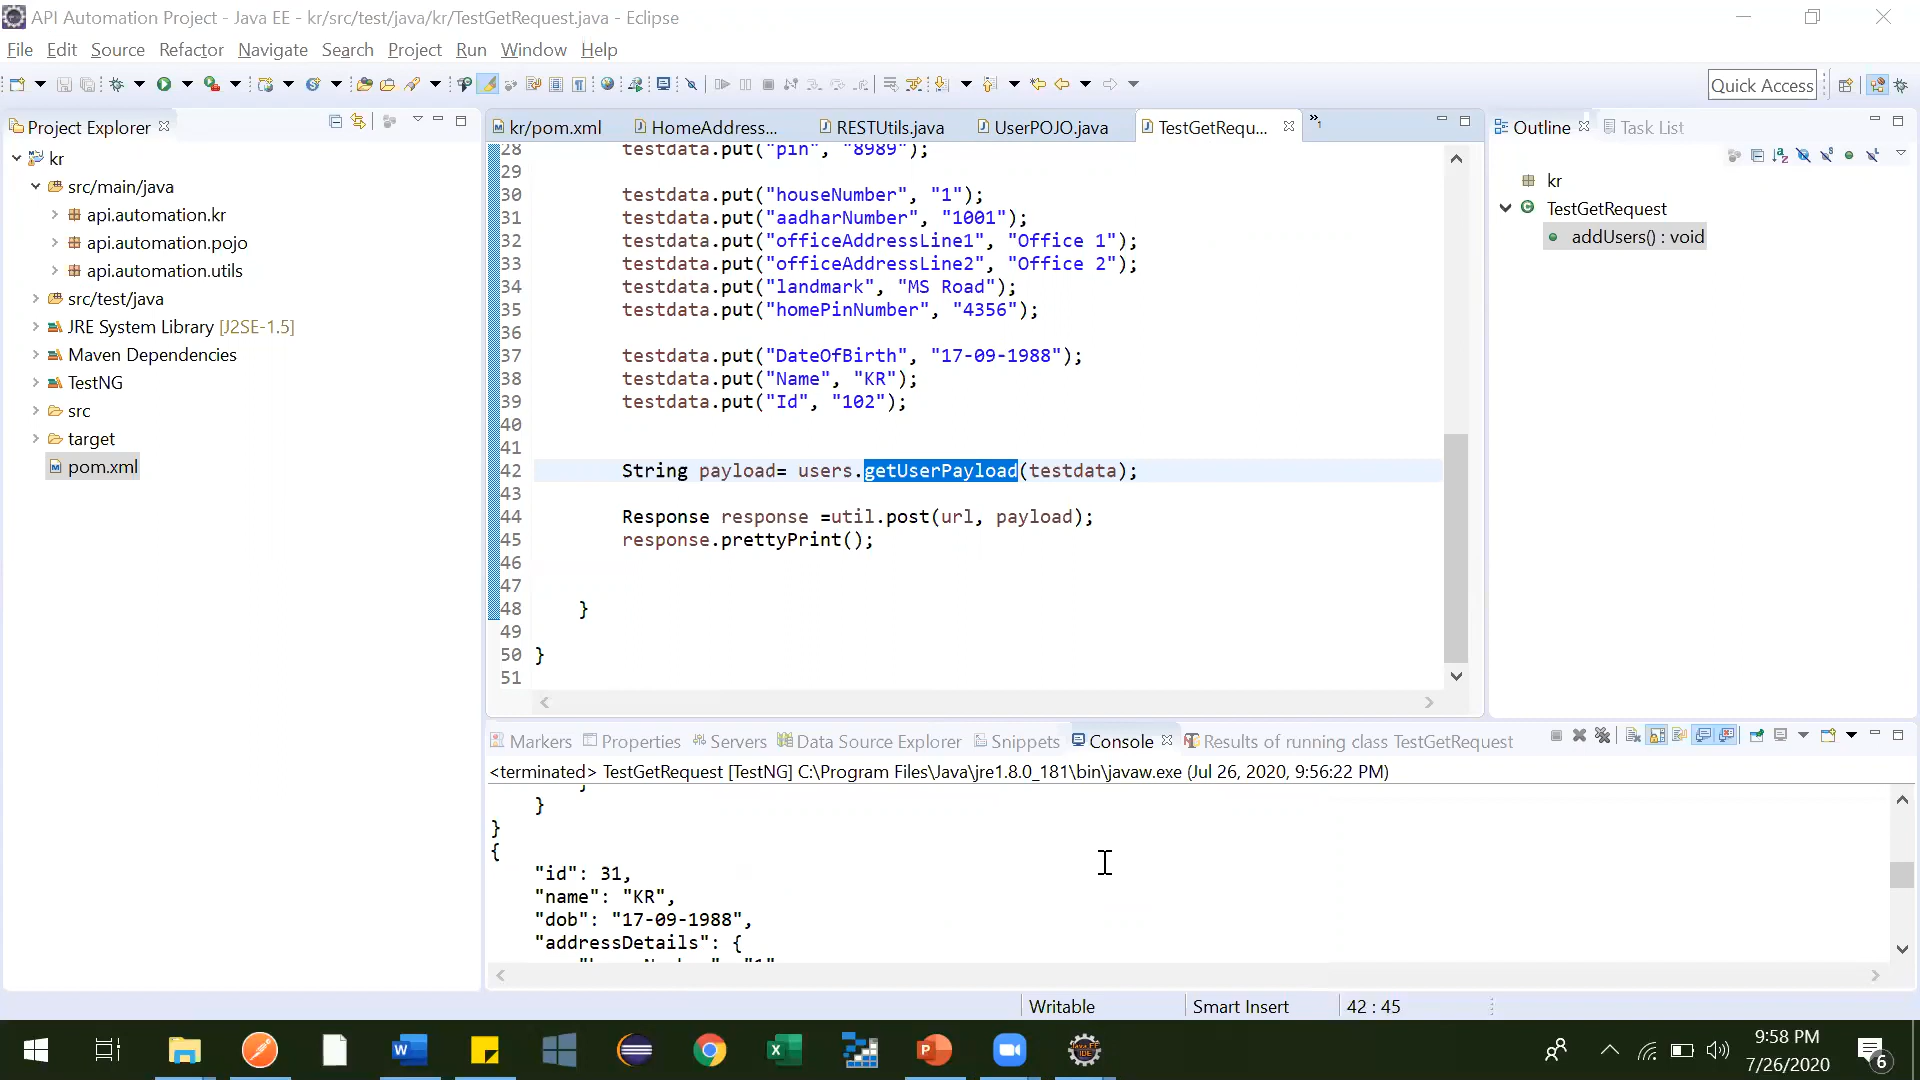 API Automation Project - Java EE - kr/src/test/java/kr/TestGetRequest.java - Eclipse
File Edit Source Refactor Navigate Search Project Run Window Help
Quick Access
Project Explorer
kr/pom.xml HomeAddress... RESTUtils.java UserPOJO.java TestGetRequ... »1
Outline Task List
kr
src/main/java
api.automation.kr
api.automation.pojo
api.automation.utils
src/test/java
JRE System Library [J2SE-1.5]
Maven Dependencies
TestNG
src
target
pom.xml
28 testdata.put("pin", "8989");
29
30 testdata.put("houseNumber", "1");
31 testdata.put("aadharNumber", "1001");
32 testdata.put("officeAddressLine1", "Office 1");
33 testdata.put("officeAddressLine2", "Office 2");
34 testdata.put("landmark", "MS Road");
35 testdata.put("homePinNumber", "4356");
36
37 testdata.put("DateOfBirth", "17-09-1988");
38 testdata.put("Name", "KR");
39 testdata.put("Id", "102");
40
41
42 String payload= users.getUserPayload(testdata);
43
44 Response response =util.post(url, payload);
45 response.prettyPrint();
46
47
48 }
49
50 }
51
kr
TestGetRequest
addUsers() : void
Markers Properties Servers Data Source Explorer Snippets Console Results of running class TestGetRequest
<terminated> TestGetRequest [TestNG] C:\Program Files\Java\jre1.8.0_181\bin\javaw.exe (Jul 26, 2020, 9:56:22 PM)
}
}
{
"id": 31,
"name": "KR",
"dob": "17-09-1988",
"addressDetails": {
Writable Smart Insert 42 : 45
9:58 PM
7/26/2020
6